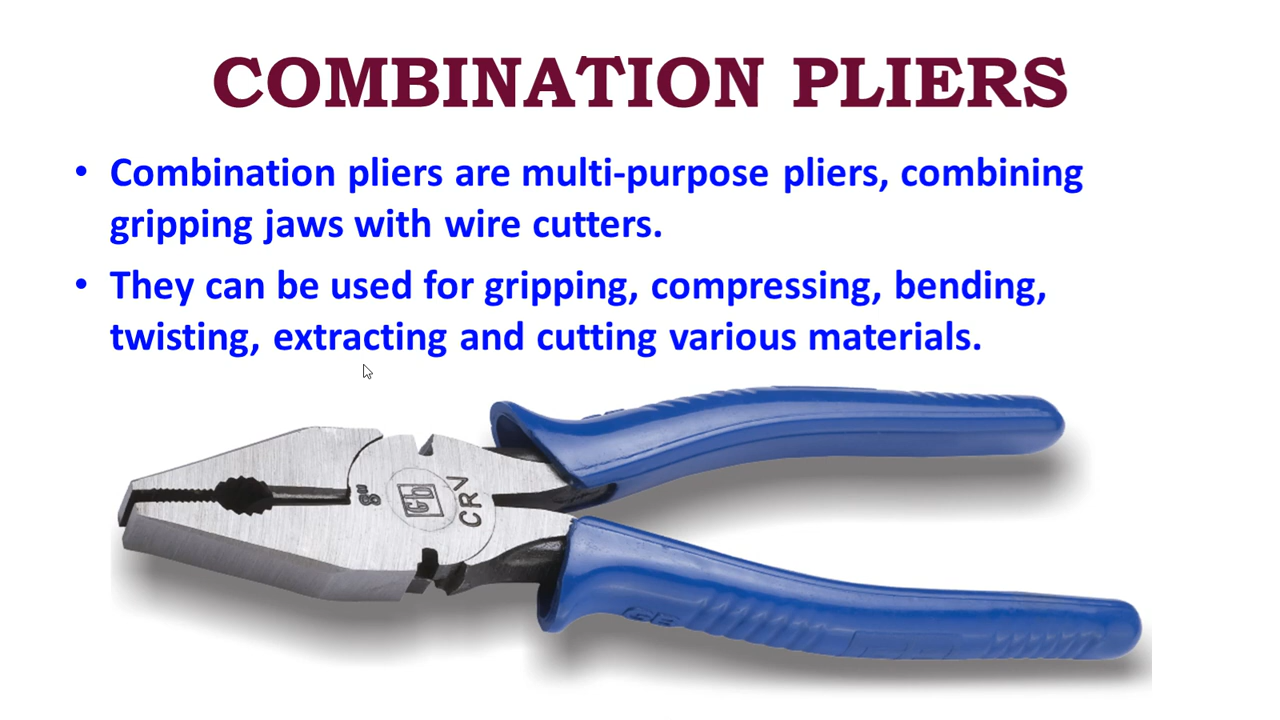 COMBINATION PLIERS
• Combination pliers are multi-purpose pliers, combining
gripping jaws with wire cutters.
• They can be used for gripping, compressing, bending,
twisting, extracting and cutting various materials.
8"
CRV